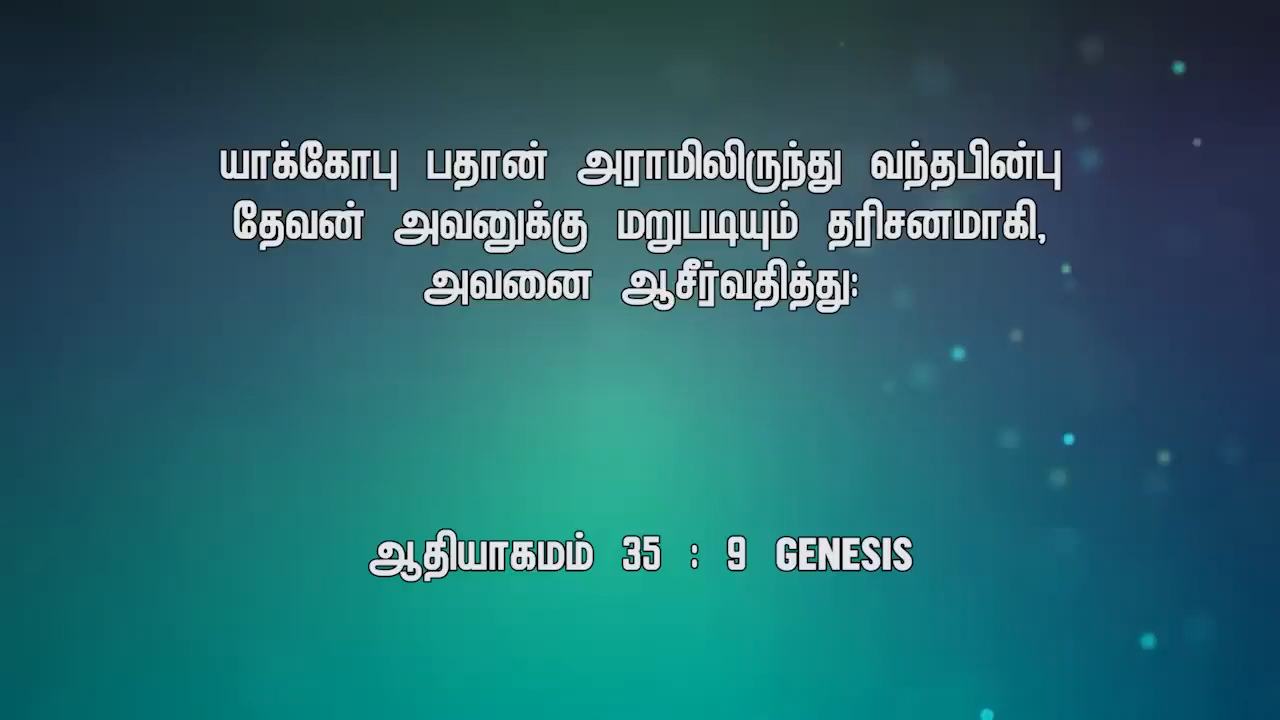 யாக்கோபு பதான் அராமிலிருந்து வந்தபின்பு
தேவன் அவனுக்கு மறுபடியும் தரிசனமாகி,
அவனை ஆசீர்வதித்து:
ஆதியாகமம் 35 : 9 GENESIS